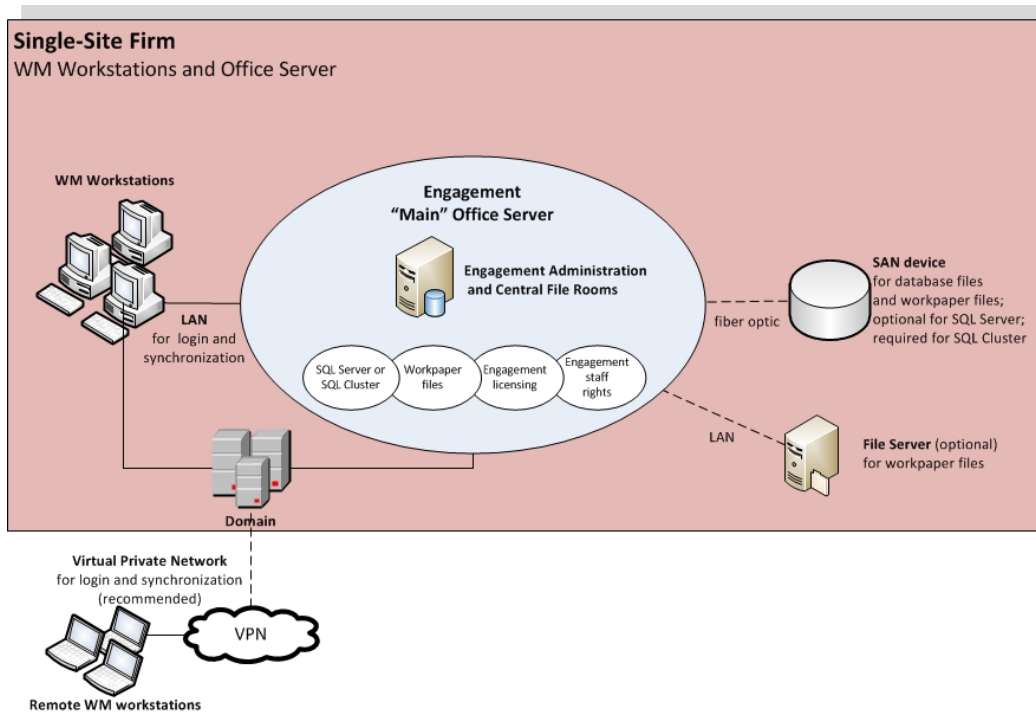 Single-Site Firm
WM Workstations and Office Server
WM Workstations
Engagement
“Main” Office Server
Engagement Administration
and Central File Rooms
LAN
for login and
synchronization
SQL Server or
SQL Cluster
Workpaper
files
Engagement
licensing
Engagement
staff
rights
fiber optic
SAN device
for database files
and workpaper files;
optional for SQL Server;
required for SQL Cluster
LAN
File Server (optional)
for workpaper files
Domain
Virtual Private Network
for login and synchronization
(recommended)
VPN
Remote WM workstations